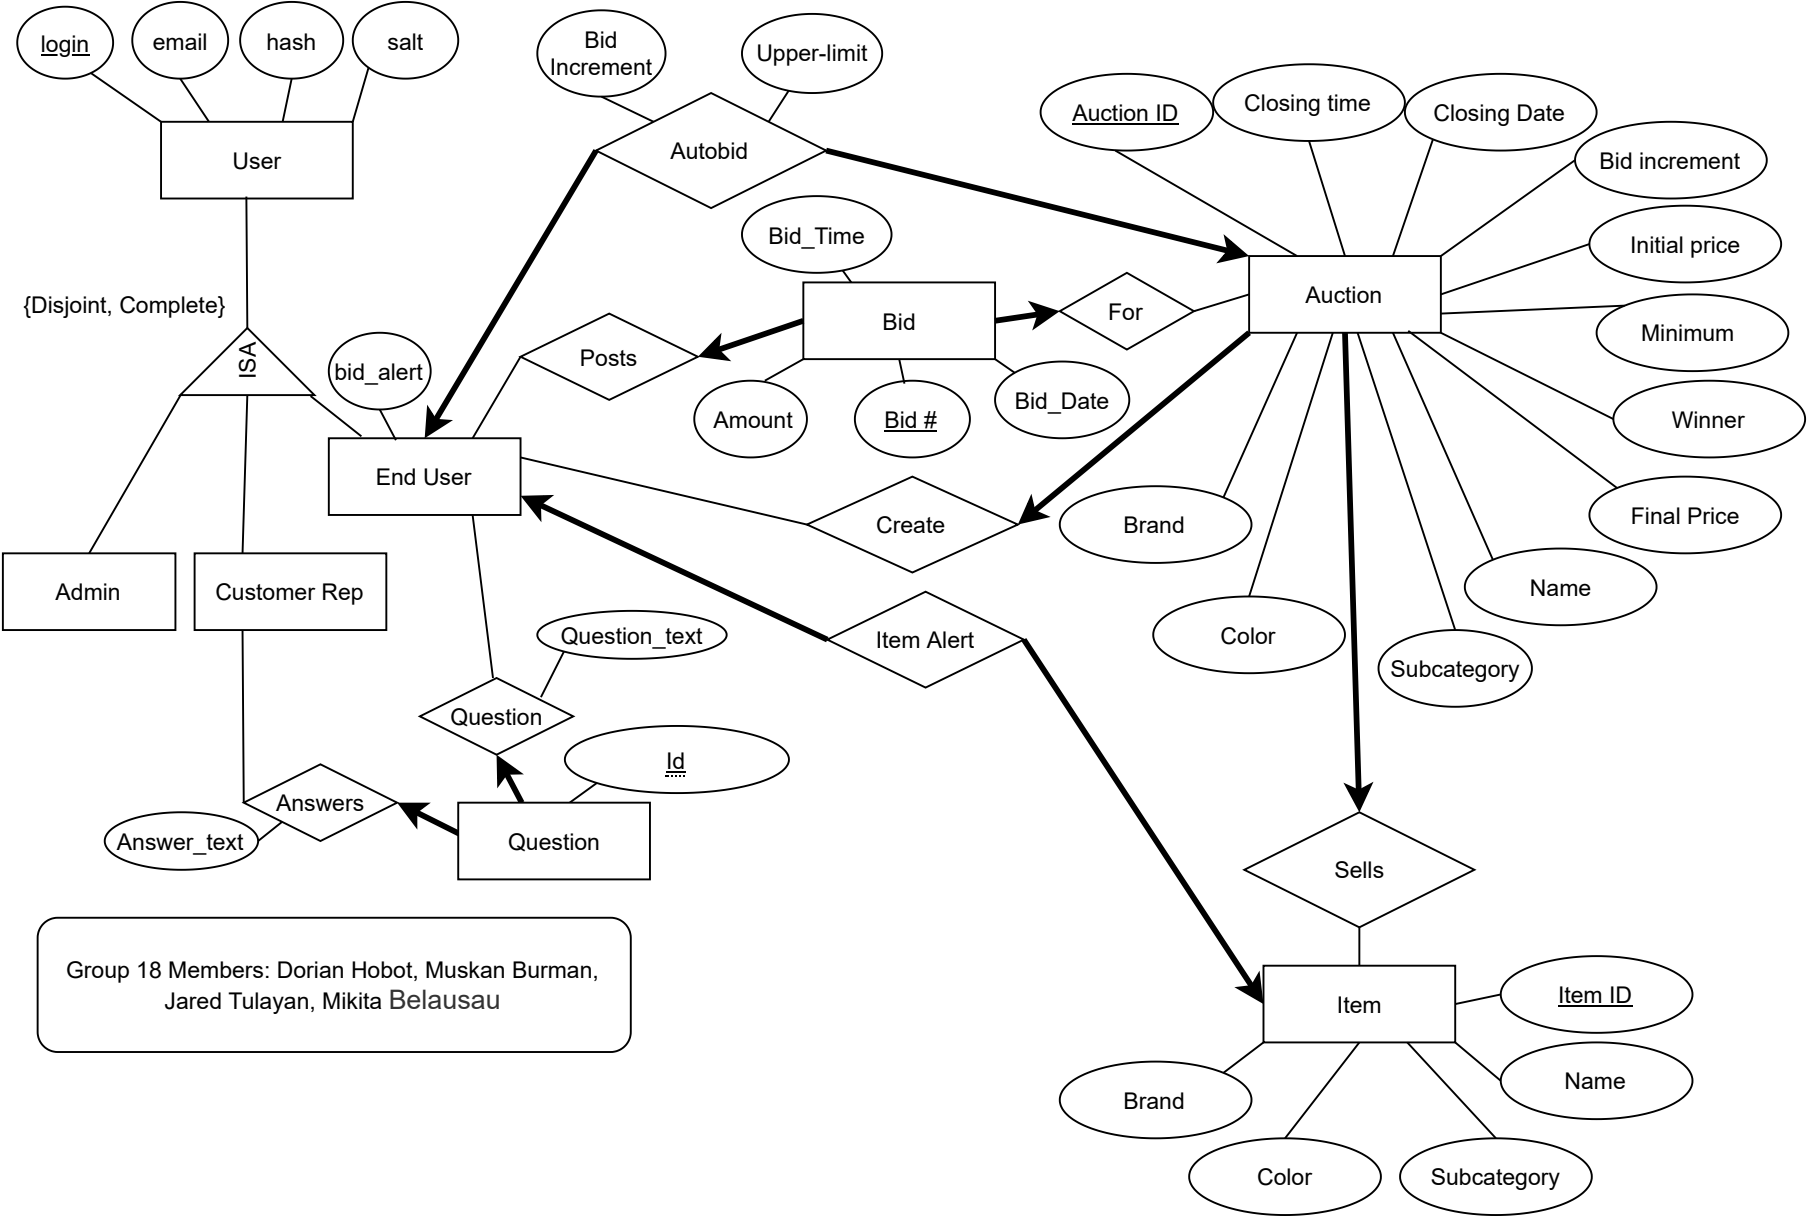 login
email
hash
salt
User
{Disjoint, Complete}
ISA
bid_alert
End User
Admin
Customer Rep
Bid
Increment
Upper-limit
Autobid
Bid_Time
Bid
For
Posts
Amount
Bid #
Bid_Date
Create
Item Alert
Question_text
Question
Id
Answers
Answer_text
Question
Auction ID
Closing time
Closing Date
Bid increment
Initial price
Auction
Minimum
Winner
Final Price
Brand
Name
Color
Subcategory
Sells
Item
Item ID
Name
Brand
Color
Subcategory
Group 18 Members: Dorian Hobot, Muskan Burman,
Jared Tulayan, Mikita Belausau